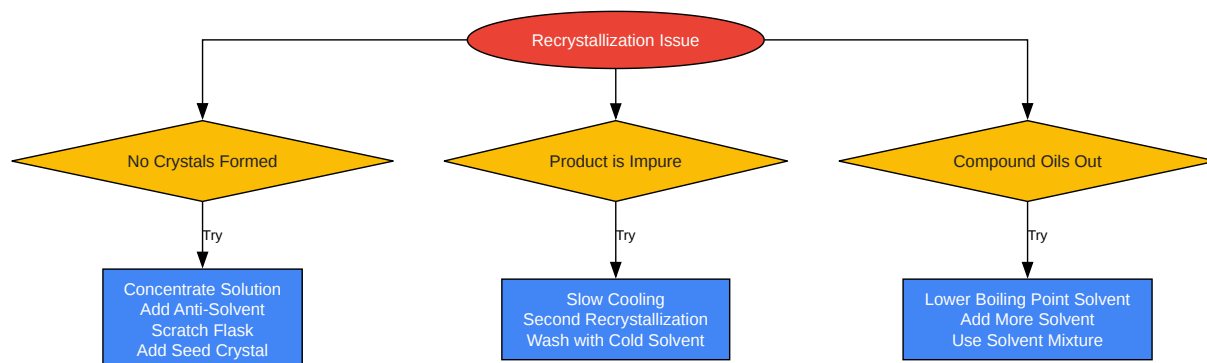 Recrystallization Issue
No Crystals Formed
Product is Impure
Compound Oils Out
Try
Try
Try
Concentrate Solution
Add Anti-Solvent
Scratch Flask
Add Seed Crystal
Slow Cooling
Second Recrystallization
Wash with Cold Solvent
Lower Boiling Point Solvent
Add More Solvent
Use Solvent Mixture